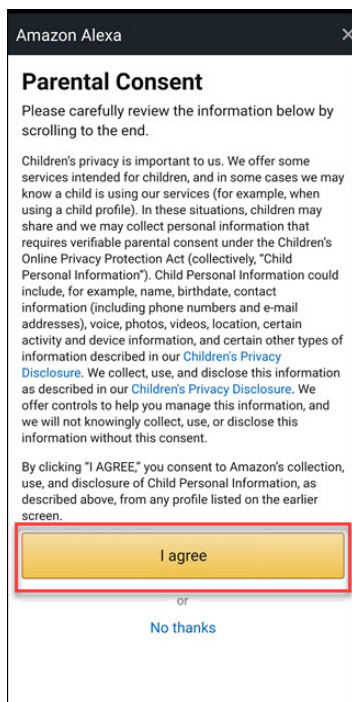 Amazon Alexa
Parental Consent
Please carefully review the information below by
scrolling to the end.
Children's privacy is important to us. We offer some
services intended for children, and in some cases we may
know a child is using our services (for example, when
using a child profile). In these situations, children may
share and we may collect personal information that
requires verifiable parental consent under the Children's
Online Privacy Protection Act (collectively, “Child
Personal Information”). Child Personal Information could
include, for example, name, birthdate, contact
information (including phone numbers and e-mail
addresses), voice, photos, videos, location, certain
activity and device information, and certain other types of
information described in our Children's Privacy
Disclosure. We collect, use, and disclose this information
as described in our Children's Privacy Disclosure. We
offer controls to help you manage this information, and
we will not knowingly collect, use, or disclose this
information without this consent.
By clicking “I AGREE,” you consent to Amazon's collection,
use, and disclosure of Child Personal Information, as
described above, from any profile listed on the earlier
screen.
I agree
or
No thanks